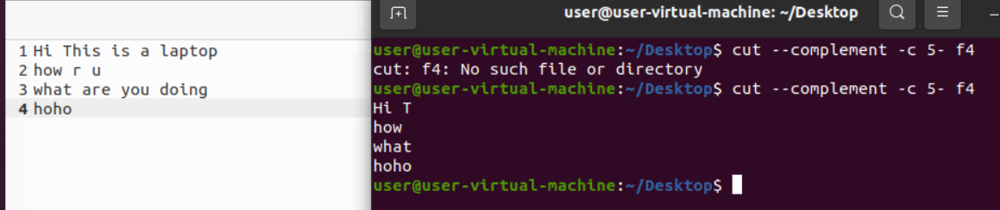 user@user-virtual-machine: ~/Desktop
1 Hi This is a laptop
2 how r u
3 what are you doing
4 hoho
user@user-virtual-machine:~/Desktop$ cut --complement -c 5- f4
cut: f4: No such file or directory
user@user-virtual-machine:~/Desktop$ cut --complement -c 5- f4
Hi T
how
what
hoho
user@user-virtual-machine:~/Desktop$